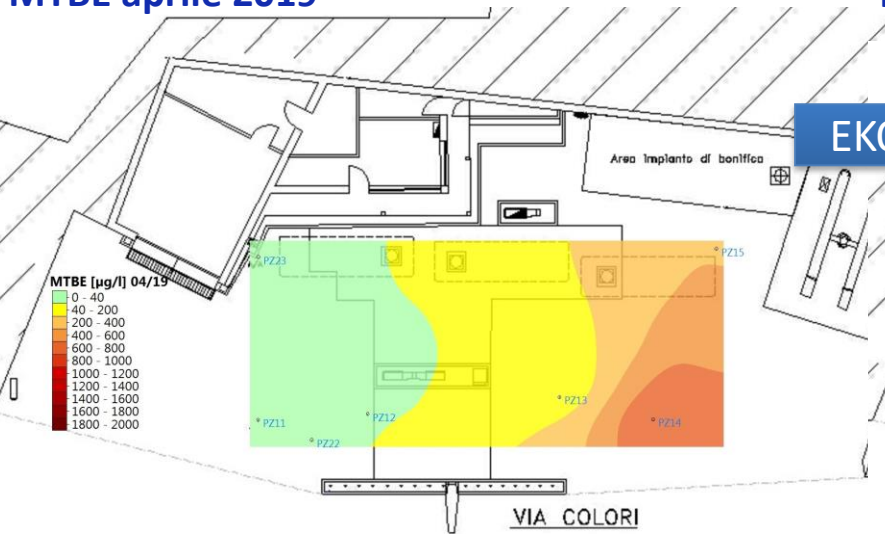 MTBE aprile 2019
EKO
Area impianto di bonifica
PZ15
PZ23
MTBE [µg/l] 04/19
0 - 40
40 - 200
200 - 400
400 - 600
600 - 800
800 - 1000
1000 - 1200
1200 - 1400
1400 - 1600
1600 - 1800
1800 - 2000
PZ13
PZ11
PZ12
PZ14
PZ22
VIA COLORI